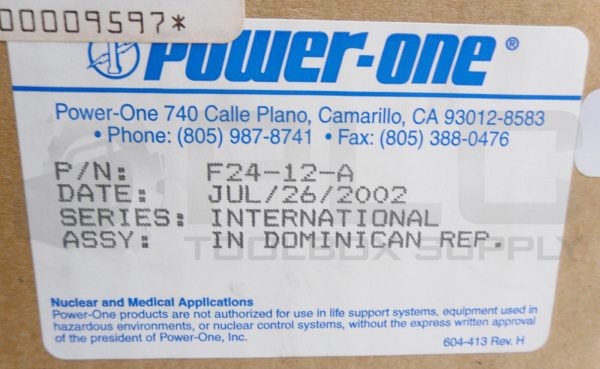 00009597*
POWER-ONE®
Power-One 740 Calle Plano, Camarillo, CA 93012-8583
• Phone: (805) 987-8741 • Fax: (805) 388-0476
P/N: F24-12-A
DATE: JUL/26/2002
SERIES: INTERNATIONAL
ASSY: IN DOMINICAN REP.
PLC
TOOLBOX SUPPLY
Nuclear and Medical Applications
Power-One products are not authorized for use in life support systems, equipment used in
hazardous environments, or nuclear control systems, without the express written approval
of the president of Power-One, Inc.
604-413 Rev. H